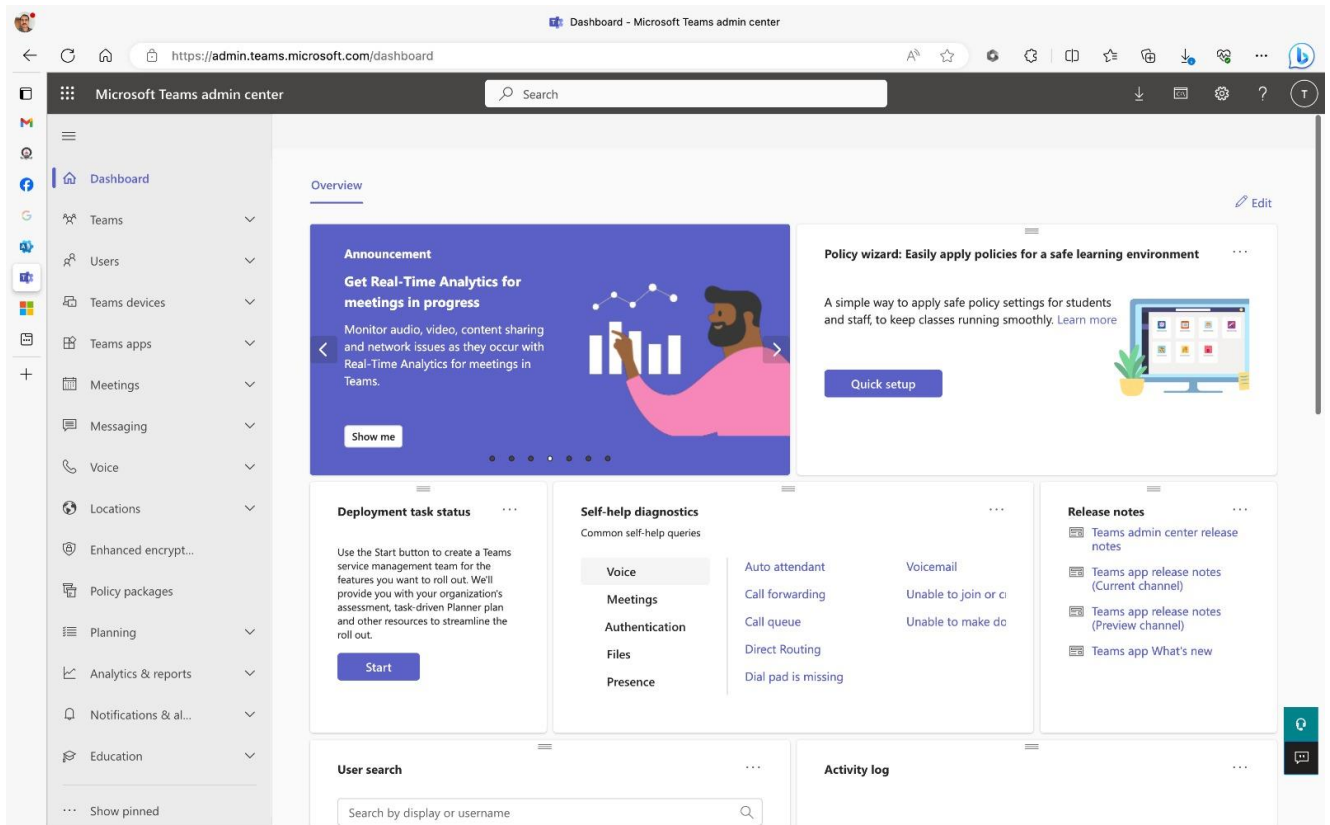 Dashboard - Microsoft Teams admin center
https://admin.teams.microsoft.com/dashboard
Microsoft Teams admin center
Search
T
Dashboard
Teams
Users
Teams devices
Teams apps
Meetings
Messaging
Voice
Locations
Enhanced encrypt...
Policy packages
Planning
Analytics & reports
Notifications & al...
Education
Show pinned
Overview
Edit
Announcement
Get Real-Time Analytics for
meetings in progress
Monitor audio, video, content sharing
and network issues as they occur with
Real-Time Analytics for meetings in
Teams.
Show me
Policy wizard: Easily apply policies for a safe learning environment
A simple way to apply safe policy settings for students
and staff, to keep classes running smoothly. Learn more
Quick setup
Deployment task status
Use the Start button to create a Teams
service management team for the
features you want to roll out. We'll
provide you with your organization's
assessment, task-driven Planner plan
and other resources to streamline the
roll out.
Start
Self-help diagnostics
Common self-help queries
Voice
Meetings
Authentication
Files
Presence
Auto attendant
Call forwarding
Call queue
Direct Routing
Dial pad is missing
Voicemail
Unable to join or cr
Unable to make do
Release notes
Teams admin center release
notes
Teams app release notes
(Current channel)
Teams app release notes
(Preview channel)
Teams app What's new
User search
Search by display or username
Activity log